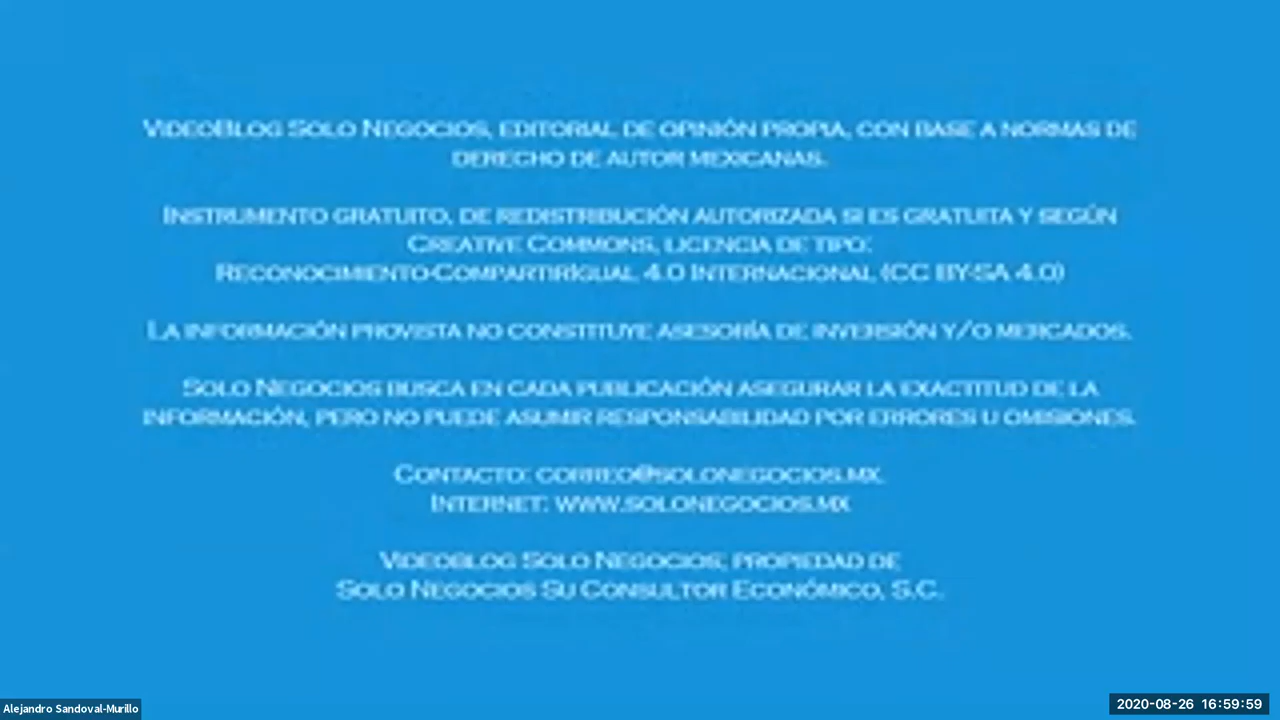 VideoBlog Solo Negocios, editorial de opinión propia, con base a normas de
derecho de autor mexicanas.
Instrumento gratuito, de redistribución autorizada si es gratuita y según
Creative Commons, licencia de tipo:
Reconocimiento-CompartirIgual 4.0 Internacional (CC BY-SA 4.0)
La información provista no constituye asesoría de inversión y/o mercados.
Solo Negocios busca en cada publicación asegurar la exactitud de la
información, pero no puede asumir responsabilidad por errores u omisiones.
Contacto: correo@solonegocios.mx.
Internet: www.solonegocios.mx
Videoblog Solo Negocios; propiedad de
Solo Negocios Su Consultor Económico, S.C.
Alejandro Sandoval-Murillo
2020-08-26 16:59:59